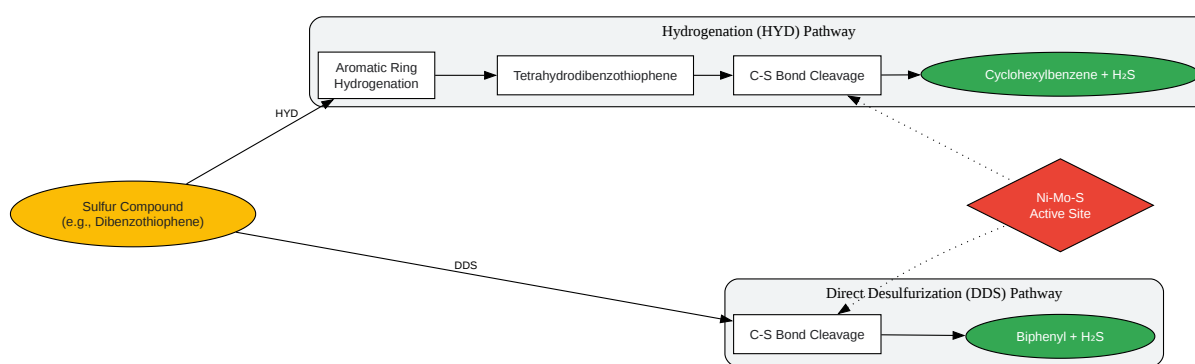 Hydrogenation (HYD) Pathway
Aromatic Ring
Hydrogenation
Tetrahydrodibenzothiophene
C-S Bond Cleavage
Cyclohexylbenzene + H₂S
HYD
Sulfur Compound
(e.g., Dibenzothiophene)
Ni-Mo-S
Active Site
DDS
Direct Desulfurization (DDS) Pathway
C-S Bond Cleavage
Biphenyl + H₂S